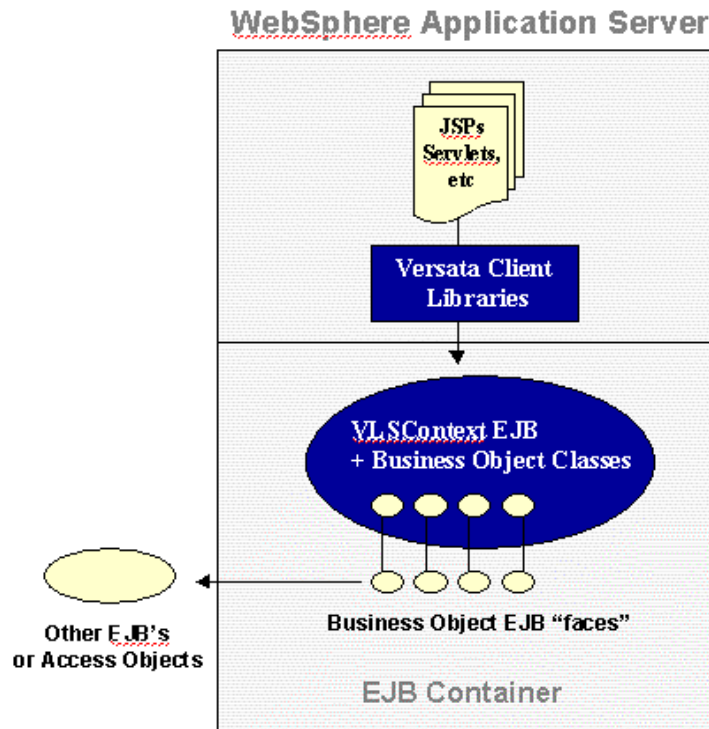 WebSphere Application Server
JSPs
Servlets,
etc
Versata Client
Libraries
VLSContext EJB
+ Business Object Classes
Business Object EJB “faces”
Other EJB's
or Access Objects
EJB Container